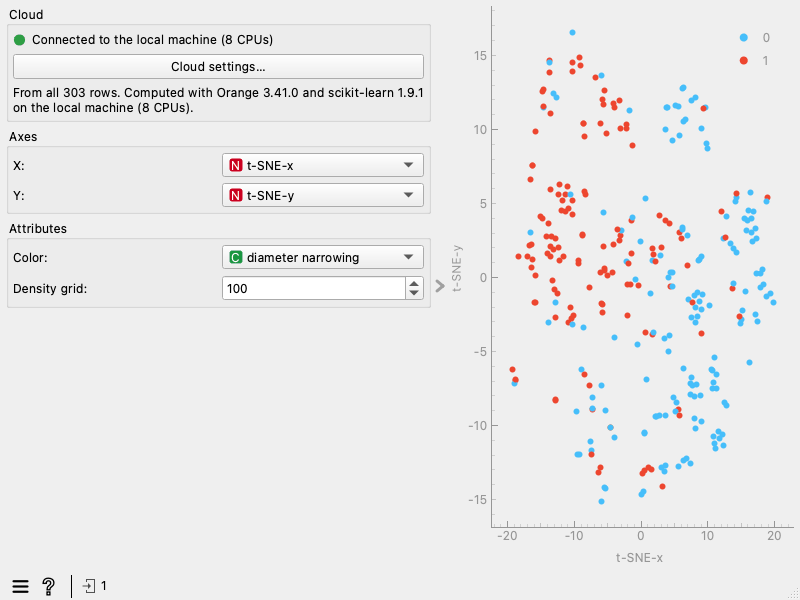 Cloud
Connected to the local machine (8 CPUs)
Cloud settings...
From all 303 rows. Computed with Orange 3.41.0 and scikit-learn 1.9.1
on the local machine (8 CPUs).
Axes
X:
N t-SNE-x
Y:
N t-SNE-y
Attributes
Color:
C diameter narrowing
Density grid:
100
0
1
15
10
5
0
-5
-10
-15
t-SNE-y
-20
-10
0
10
20
t-SNE-x
? 1